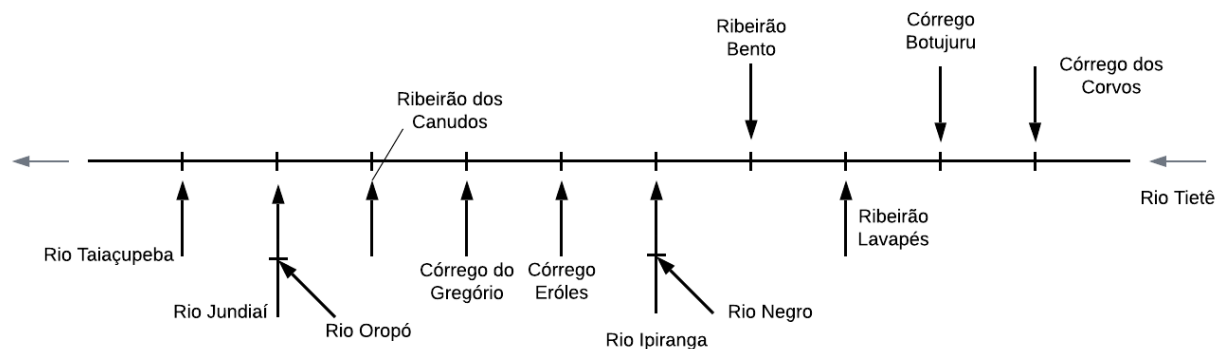 Ribeirão
Bento
Córrego
Botujuru
Córrego dos
Corvos
Ribeirão dos
Canudos
Rio Tietê
Rio Taiaçupeba
Ribeirão
Lavapés
Córrego do
Gregório
Córrego
Eróles
Rio Jundiaí
Rio Oropó
Rio Negro
Rio Ipiranga